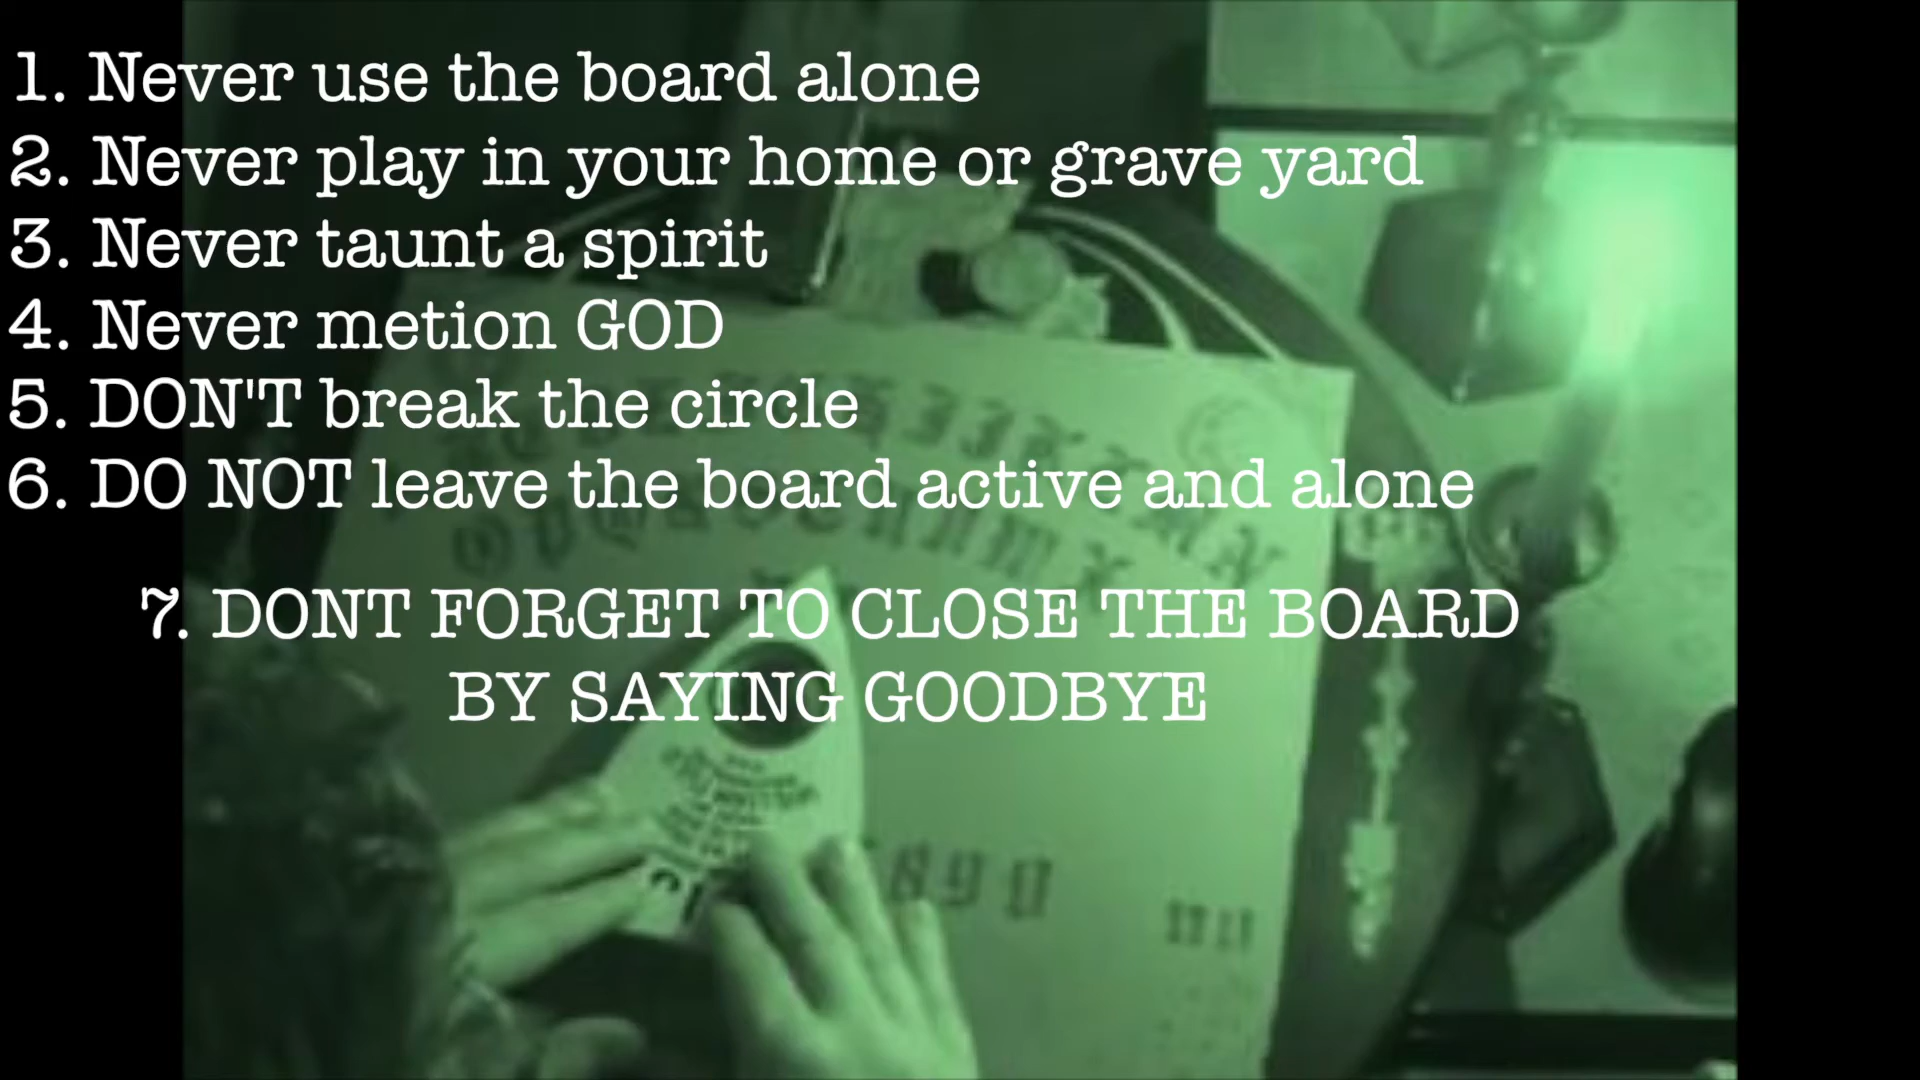 1. Never use the board alone
2. Never play in your home or grave yard
3. Never taunt a spirit
4. Never metion GOD
5. DON'T break the circle
6. DO NOT leave the board active and alone
7. DONT FORGET TO CLOSE THE BOARD
BY SAYING GOODBYE
890